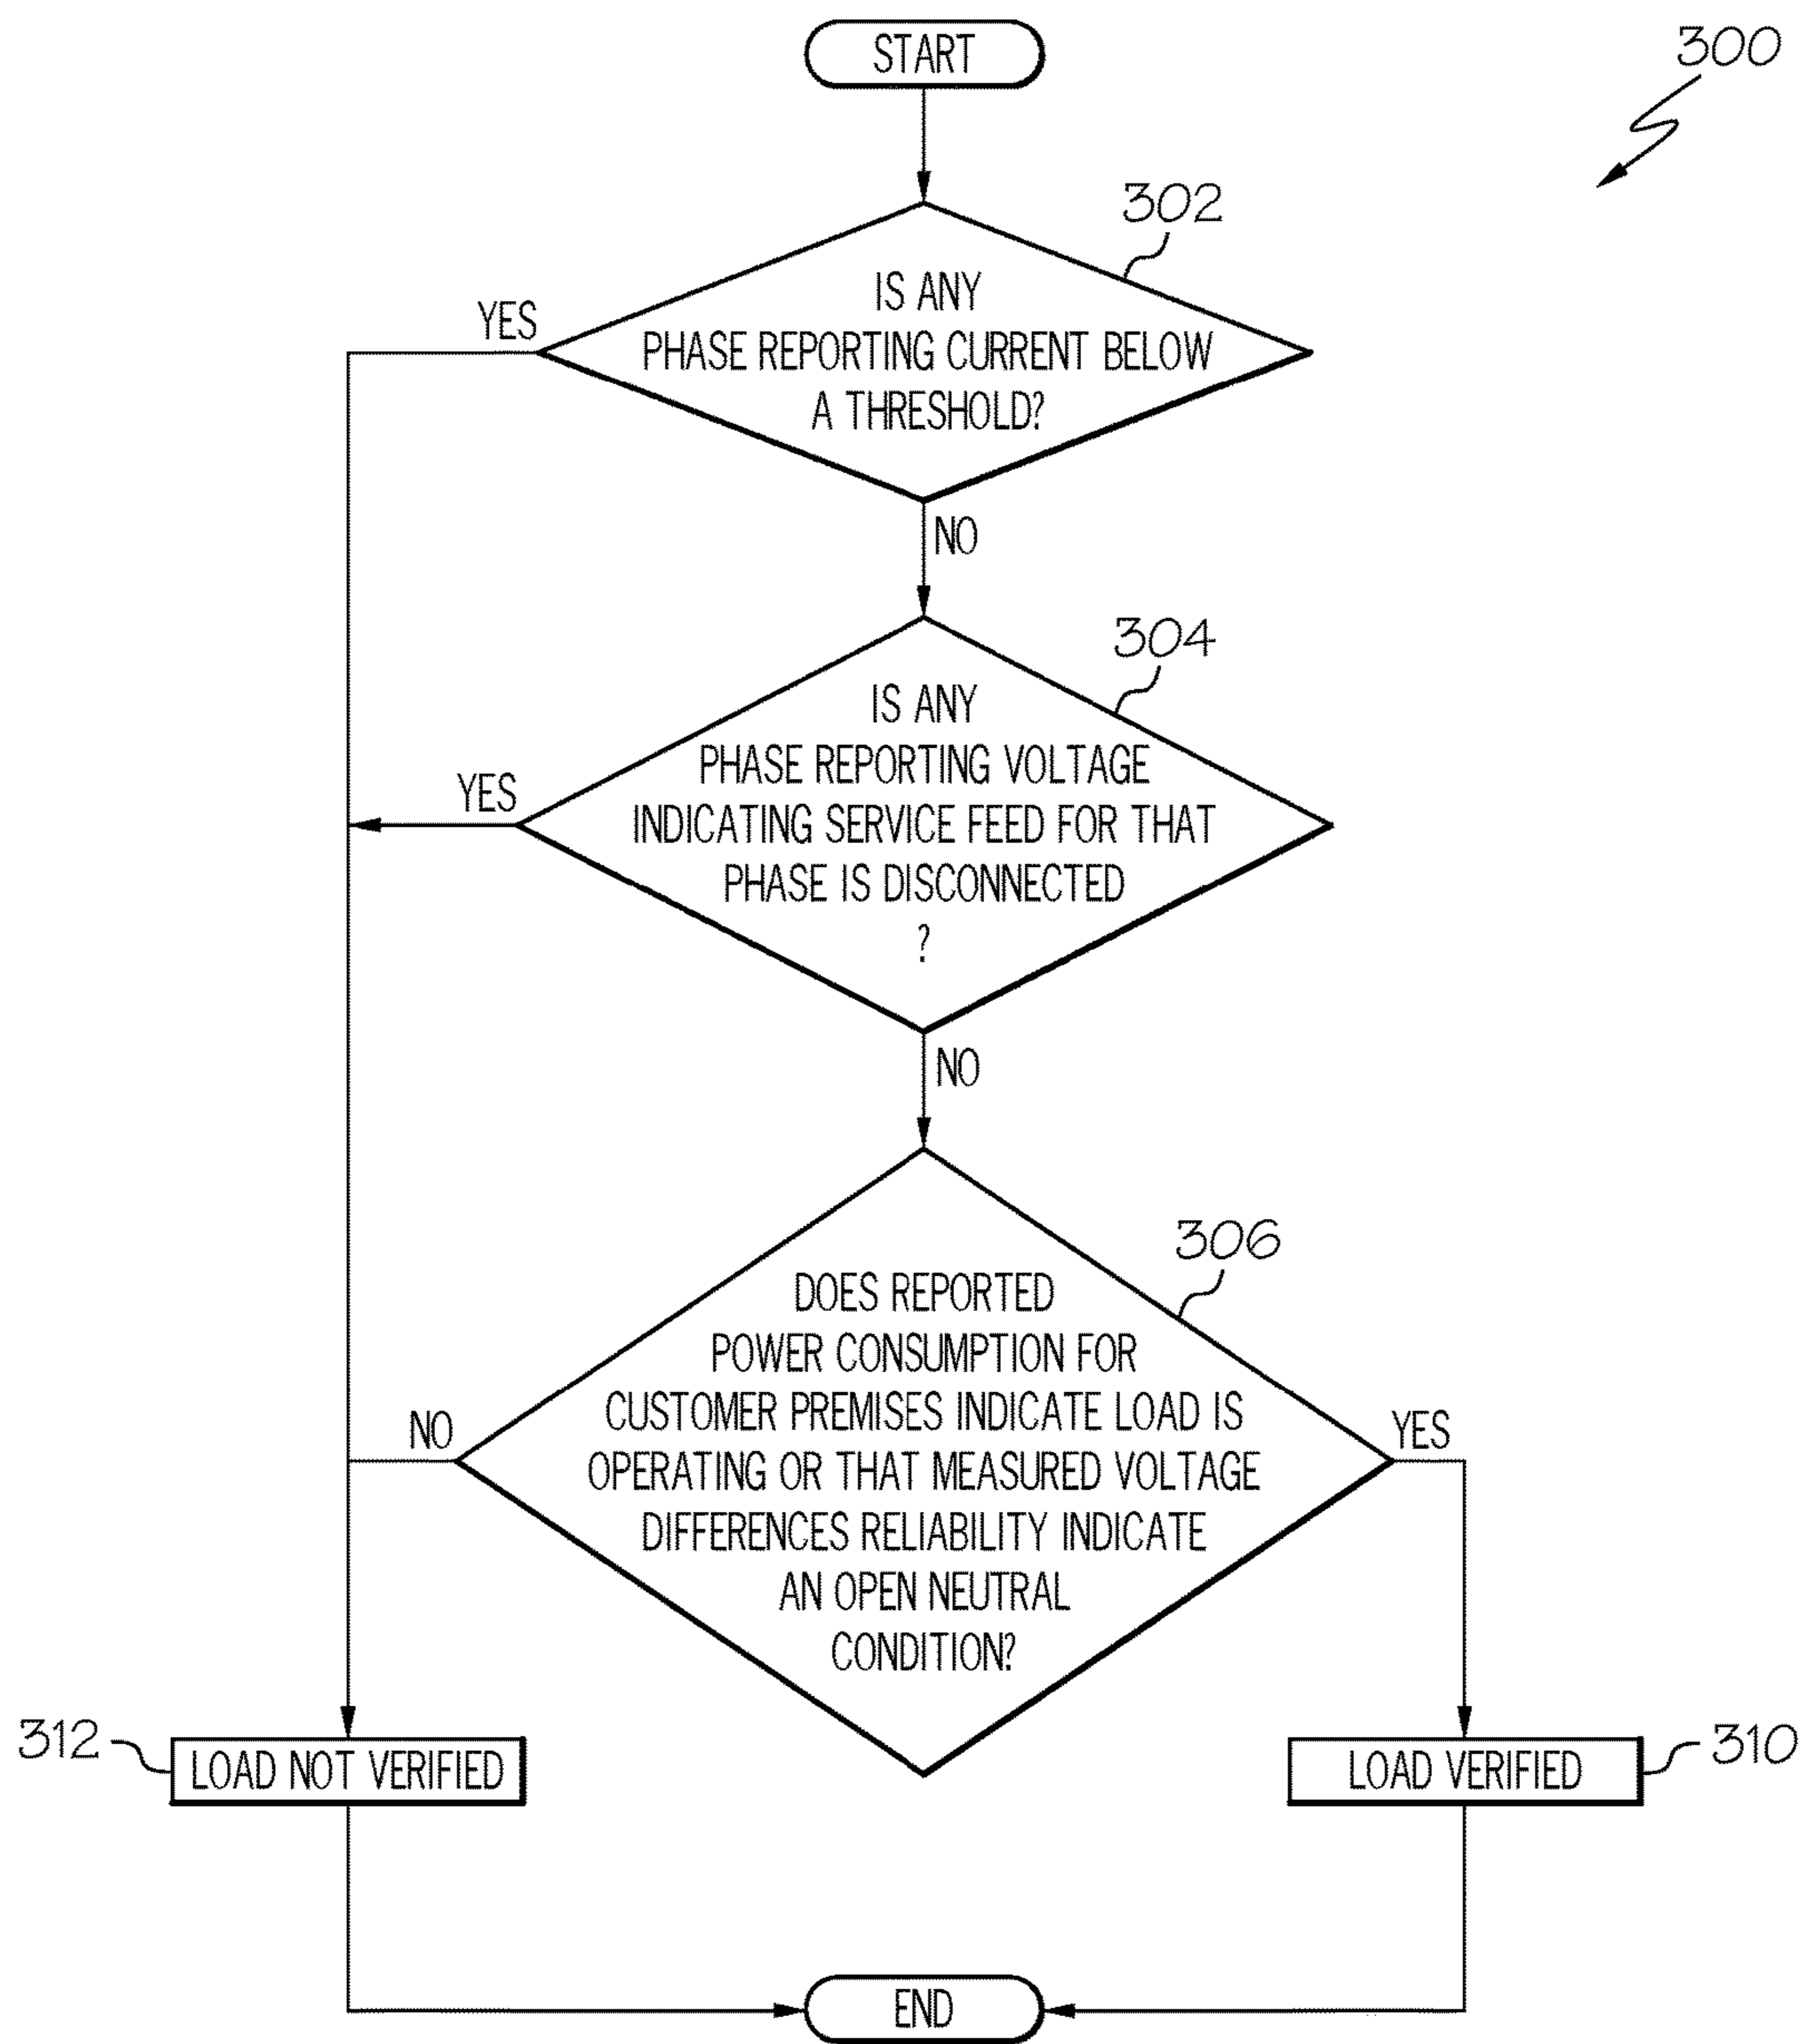 START
300
302
IS ANY
PHASE REPORTING CURRENT BELOW
A THRESHOLD?
YES
NO
304
IS ANY
PHASE REPORTING VOLTAGE
INDICATING SERVICE FEED FOR THAT
PHASE IS DISCONNECTED
?
YES
NO
306
DOES REPORTED
POWER CONSUMPTION FOR
CUSTOMER PREMISES INDICATE LOAD IS
OPERATING OR THAT MEASURED VOLTAGE
DIFFERENCES RELIABILITY INDICATE
AN OPEN NEUTRAL
CONDITION?
NO
YES
312
LOAD NOT VERIFIED
LOAD VERIFIED
310
END